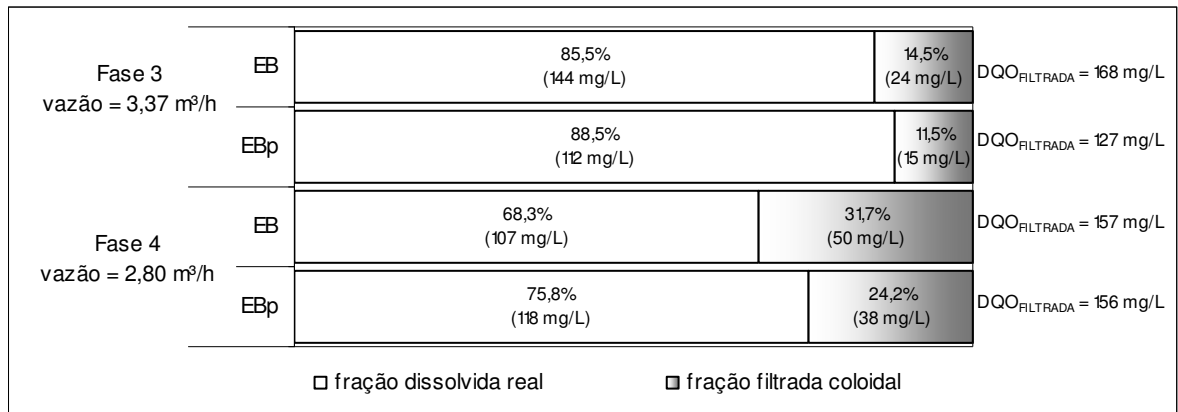 Fase 3
vazão = 3,37 m³/h
EB
85,5%
(144 mg/L)
14,5%
(24 mg/L)
DQOFILTRADA = 168 mg/L
EBp
88,5%
(112 mg/L)
11,5%
(15 mg/L)
DQOFILTRADA = 127 mg/L
Fase 4
vazão = 2,80 m³/h
EB
68,3%
(107 mg/L)
31,7%
(50 mg/L)
DQOFILTRADA = 157 mg/L
EBp
75,8%
(118 mg/L)
24,2%
(38 mg/L)
DQOFILTRADA = 156 mg/L
fração dissolvida real
fração filtrada coloidal